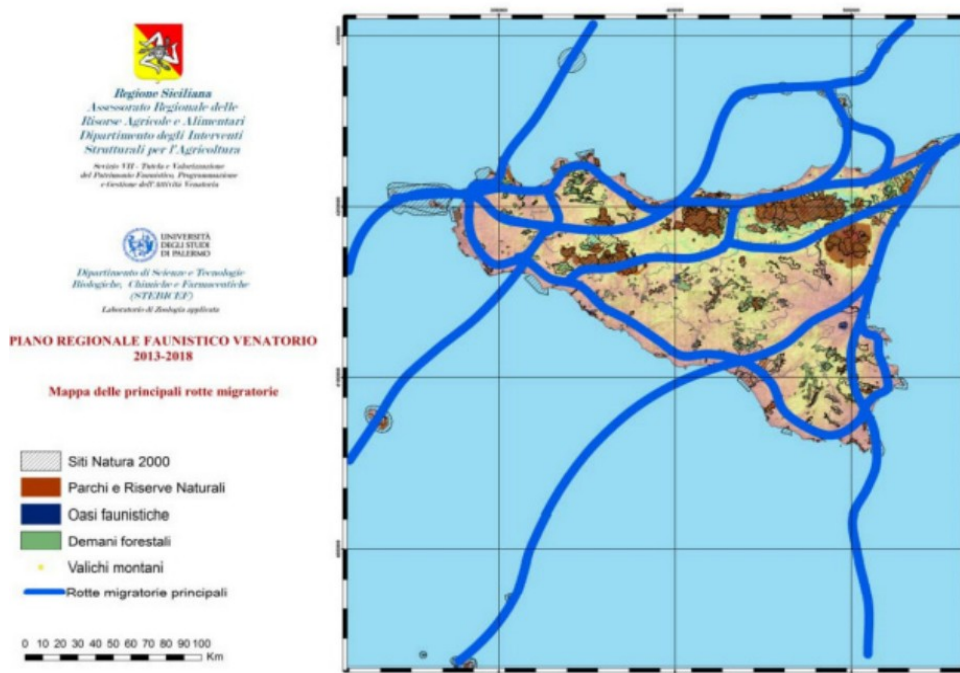 Regione Siciliana
Assessorato Regionale delle
Risorse Agricole e Alimentari
Dipartimento degli Interventi
Strutturali per l'Agricoltura
Servizio VII - Tutela e Valorizzazione
del Patrimonio Faunistico, Programmazione
e Gestione dell'Attività Venatoria
UNIVERSITÀ
DEGLI STUDI
DI PALERMO
Dipartimento di Scienze e Tecnologie
Biologiche, Chimiche e Farmaceutiche
(STEBICEF)
Laboratorio di Zoologia applicata
PIANO REGIONALE FAUNISTICO VENATORIO
2013-2018
Mappa delle principali rotte migratorie
Siti Natura 2000
Parchi e Riserve Naturali
Oasi faunistiche
Demani forestali
Valichi montani
Rotte migratorie principali
0 10 20 30 40 50 60 70 80 90 100
Km